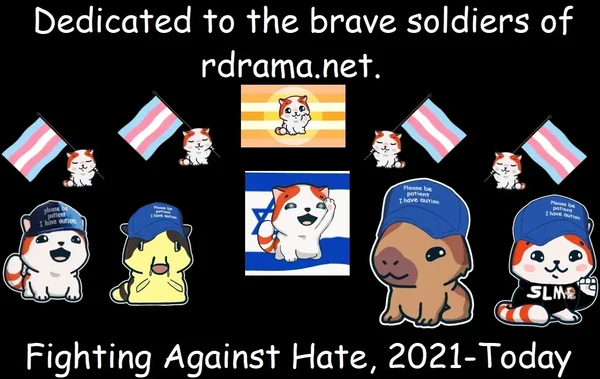 Dedicated to the brave soldiers of
rdrama.net.
Please be
patient
I have autism
Please be
patient
I have autism
Please be
patient
I have autism
Please be
patient
I have autism
SLM
Fighting Against Hate, 2021-Today